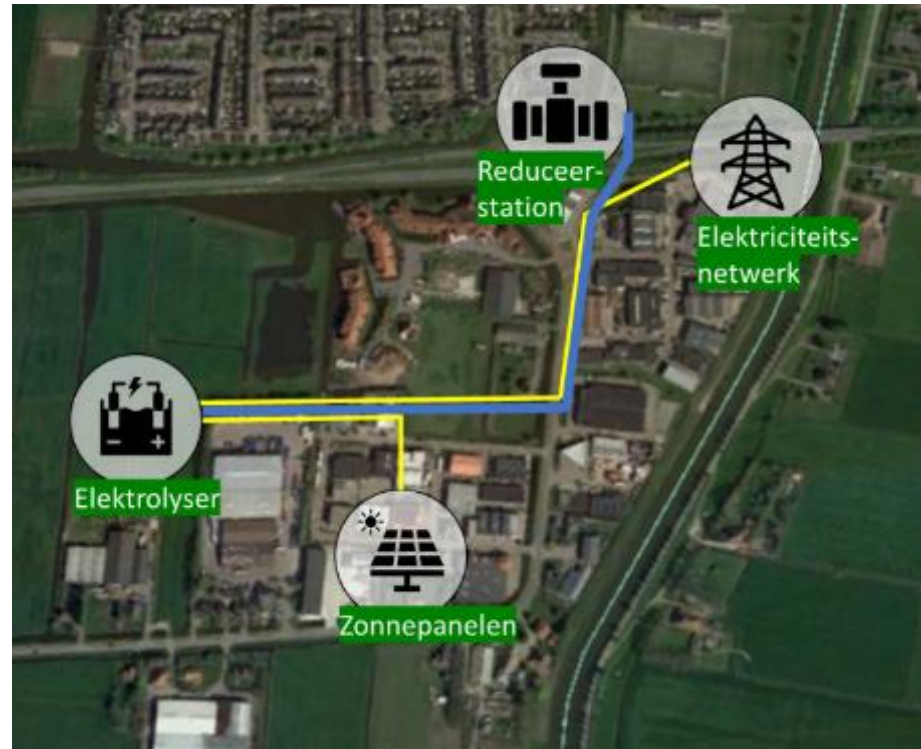 Reduceer-
station
Elektriciteits-
netwerk
Elektrolyser
Zonnepanelen